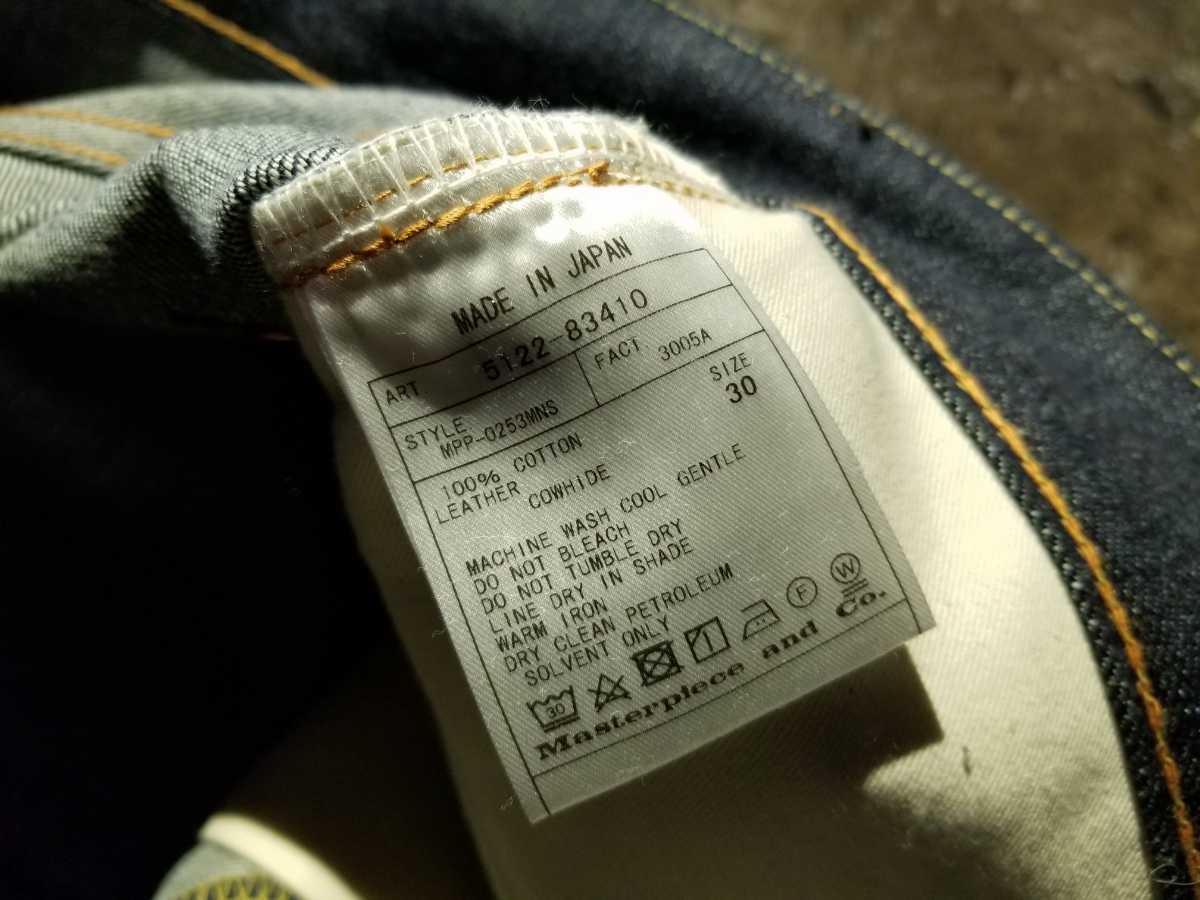 MADE IN JAPAN
ART 5122-83410
STYLE MPP-0253MNS
FACT 3005A
SIZE 30
100% COTTON
LEATHER COWHIDE
MACHINE WASH COOL GENTLE
DO NOT BLEACH
DO NOT TUMBLE DRY
LINE DRY IN SHADE
WARM IRON
DRY CLEAN PETROLEUM
SOLVENT ONLY
30 F W
Masterpiece and Co.